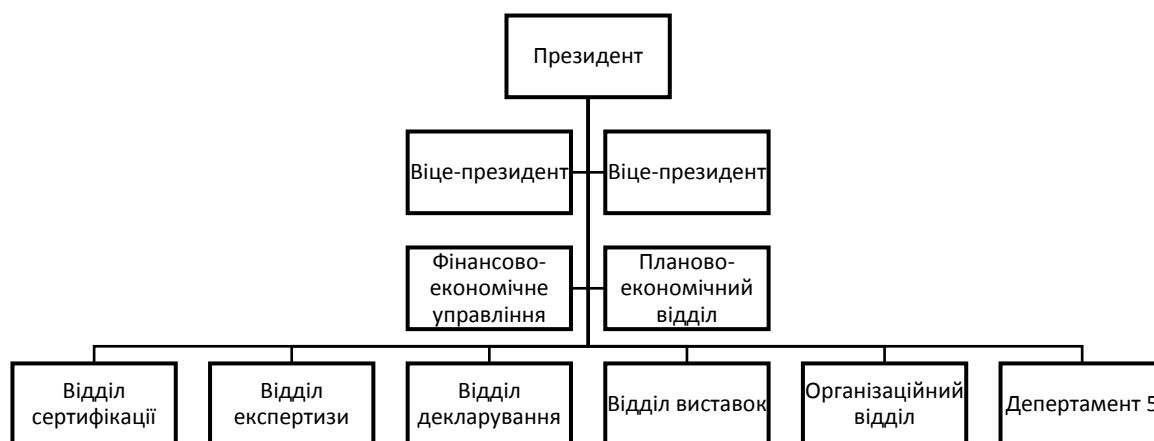 Президент
Віце-президент
Віце-президент
Фінансово-
економічне
управління
Планово-
економічний
відділ
Відділ
сертифікації
Відділ
експертизи
Відділ
декларування
Відділ виставок
Організаційний
відділ
Депертамент 5